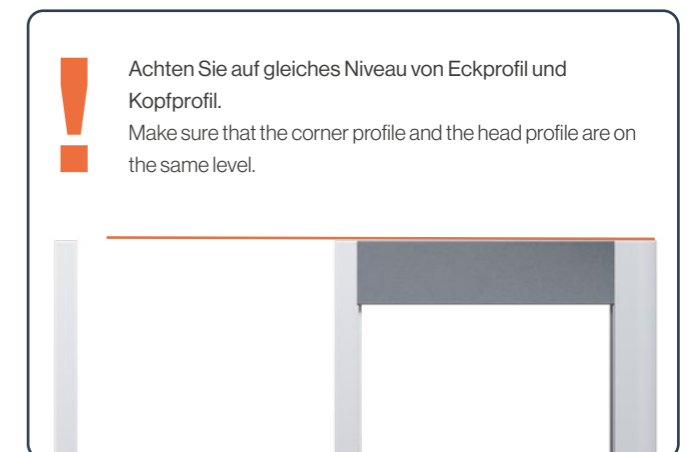 Achten Sie auf gleiches Niveau von Eckprofil und
Kopfprofil.
Make sure that the corner profile and the head profile are on
the same level.